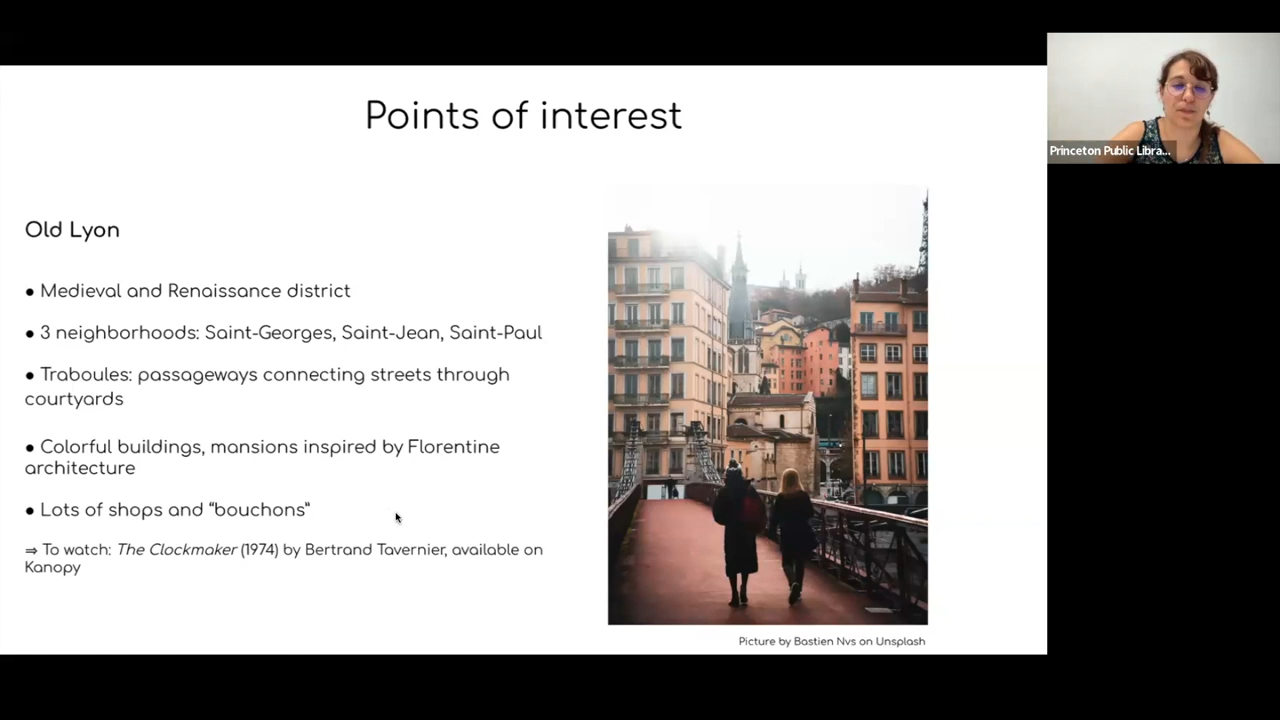 Points of interest
Old Lyon
● Medieval and Renaissance district
● 3 neighborhoods: Saint-Georges, Saint-Jean, Saint-Paul
● Traboules: passageways connecting streets through
courtyards
● Colorful buildings, mansions inspired by Florentine
architecture
● Lots of shops and “bouchons”
⇒ To watch: The Clockmaker (1974) by Bertrand Tavernier, available on
Kanopy
Picture by Bastien Nvs on Unsplash
Princeton Public Libra...